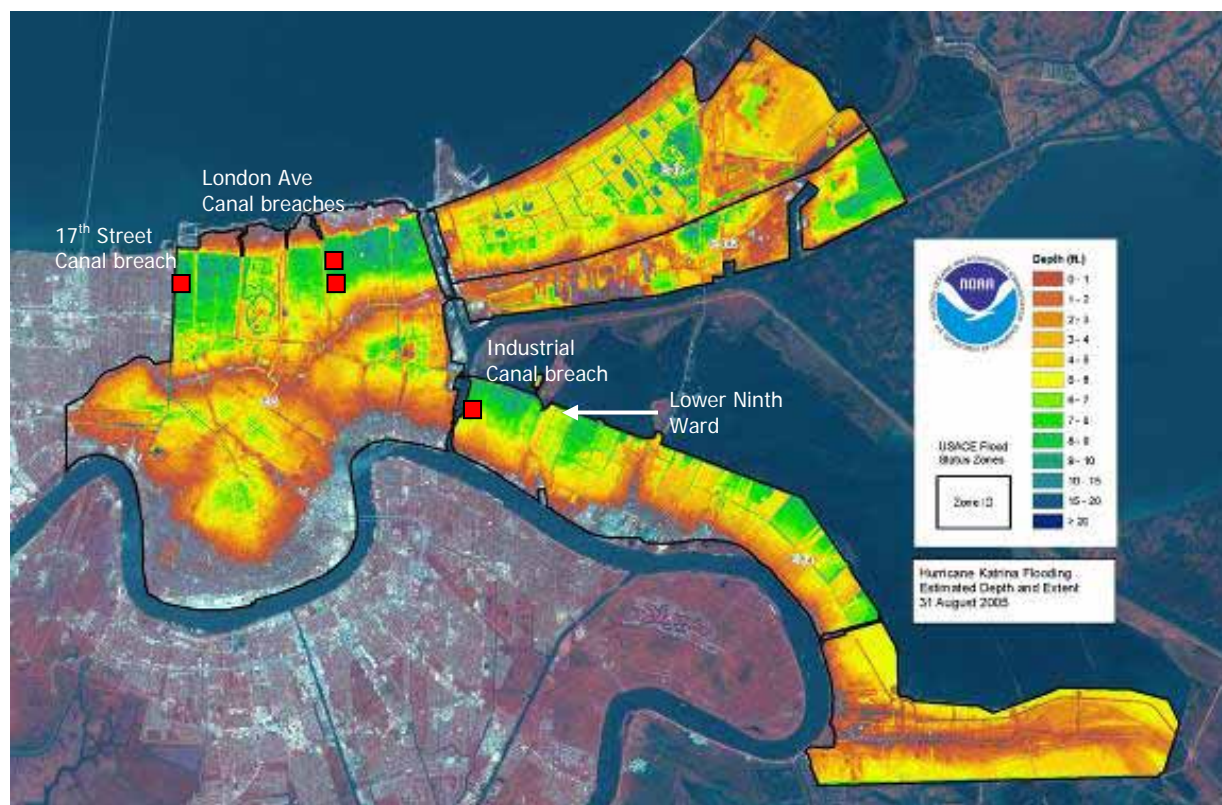 London Ave
Canal breaches
17th Street
Canal breach
Industrial
Canal breach
Lower Ninth
Ward
NOAA
Depth (ft.)
0 - 1
1 - 2
2 - 3
3 - 4
4 - 5
5 - 6
6 - 7
7 - 8
8 - 9
9 - 10
10 - 15
15 - 20
> 20
USACE Flood
Status Zones
Zone ID
Hurricane Katrina Flooding
Estimated Depth and Extent
31 August 2005